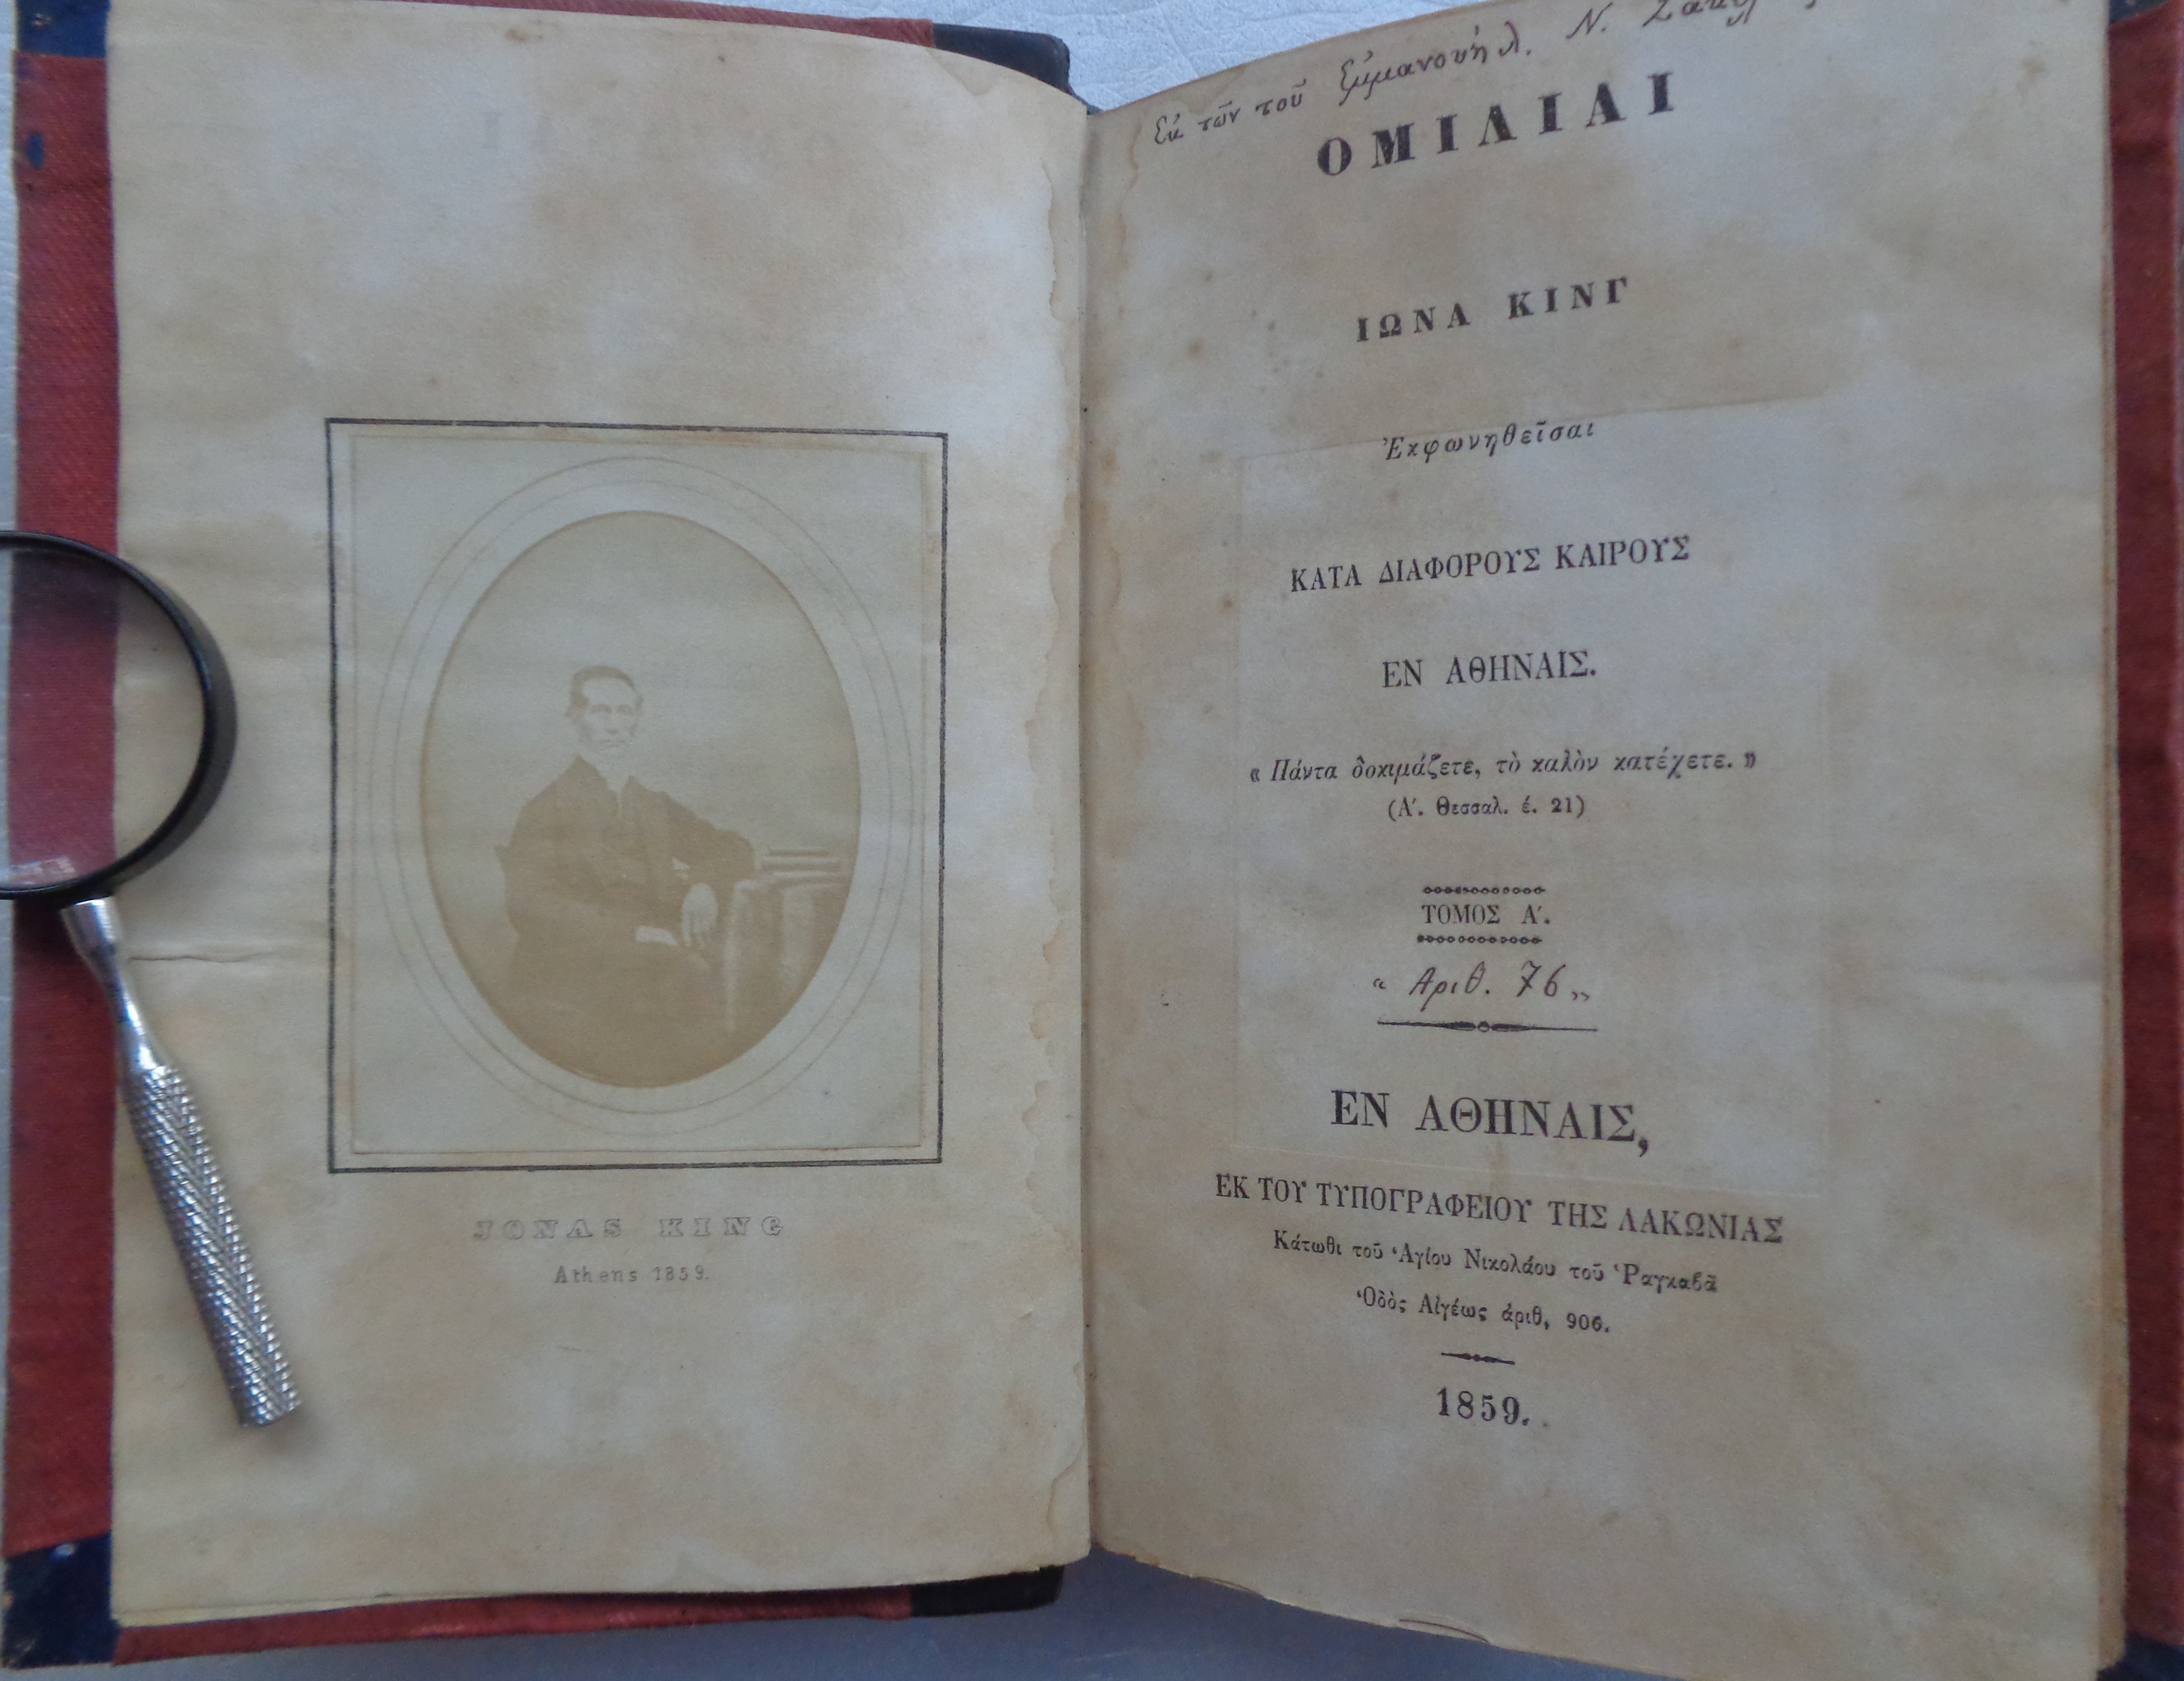 JONAS KING
Athens 1859.
Ἐκ τῶν τοῦ Ἐμμανουὴλ. Ν.
ΟΜΙΛΙΑΙ
ΙΩΝΑ ΚΙΝΓ
Ἐκφωνηθεῖσαι
ΚΑΤΑ ΔΙΑΦΟΡΟΥΣ ΚΑΙΡΟΥΣ
ΕΝ ΑΘΗΝΑΙΣ.
« Πάντα δοκιμάζετε, τὸ καλὸν κατέχετε. »
(Α΄. Θεσσαλ. έ. 21)
ΤΟΜΟΣ Α΄.
“ Αριθ. 76 „
ΕΝ ΑΘΗΝΑΙΣ,
ΕΚ ΤΟΥ ΤΥΠΟΓΡΑΦΕΙΟΥ ΤΗΣ ΛΑΚΩΝΙΑΣ
Κάτωθι τοῦ Ἁγίου Νικολάου τοῦ Ῥαγκαβᾶ
Ὁδὸς Αἰγέως ἀριθ, 906.
1859.